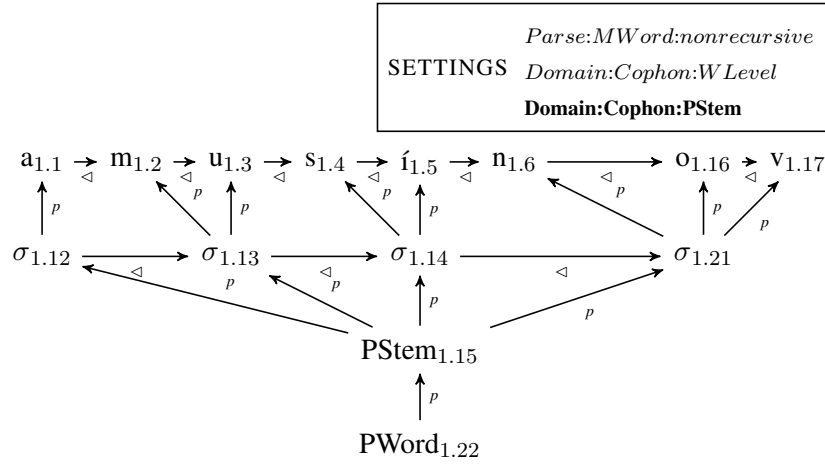 Parse:MWord:nonrecursive
SETTINGS Domain:Cophon:WLevel
Domain:Cophon:PStem
a1.1 ◁ m1.2 ◁ u1.3 ◁ s1.4 ◁ í1.5 ◁ n1.6 ◁ o1.16 ◁ v1.17
p p p p p p p p
σ1.12 ◁ σ1.13 ◁ σ1.14 ◁ σ1.21
p p p p
PStem1.15
p
PWord1.22